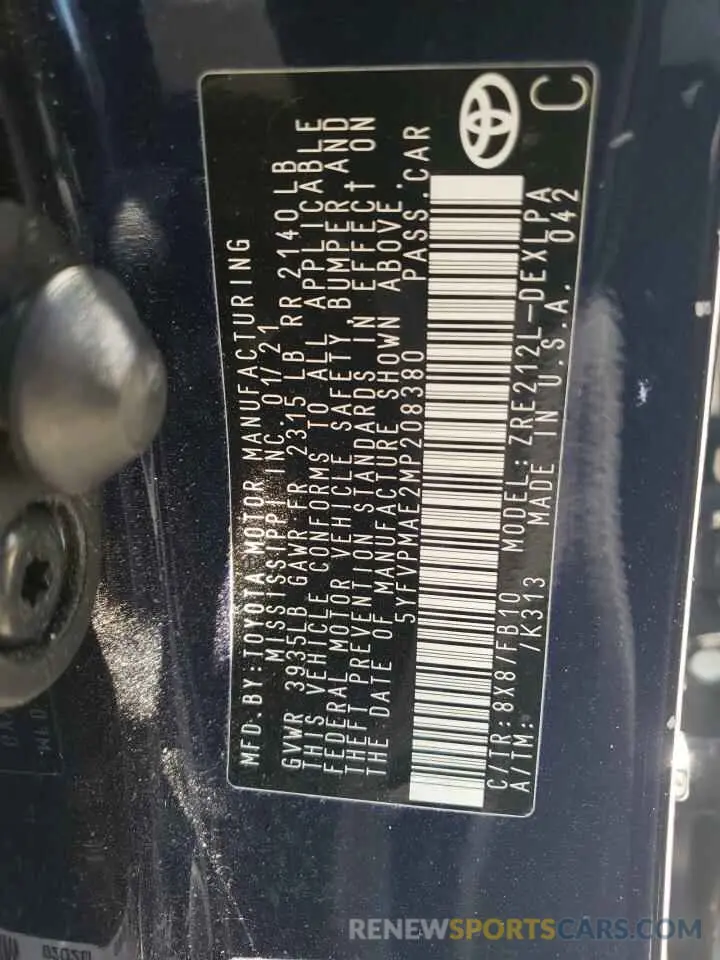 MFD.BY:TOYOTA MOTOR MANUFACTURING
MISSISSIPPI INC. 01/21
GVWR 3935LB GAWR FR 2315 LB RR 2140 LB
THIS VEHICLE CONFORMS TO ALL APPLICABLE
FEDERAL MOTOR VEHICLE SAFETY BUMPER AND
THEFT PREVENTION STANDARDS IN EFFECT ON
THE DATE OF MANUFACTURE SHOWN ABOVE.
5YFVPMAE2MP208380 PASS.CAR
C/TR: 8X8/FB10 MODEL: ZRE212L-DEXLPA
A/TM: /K313 MADE IN U.S.A. 042
C
RENEWSPORTSCARS.COM